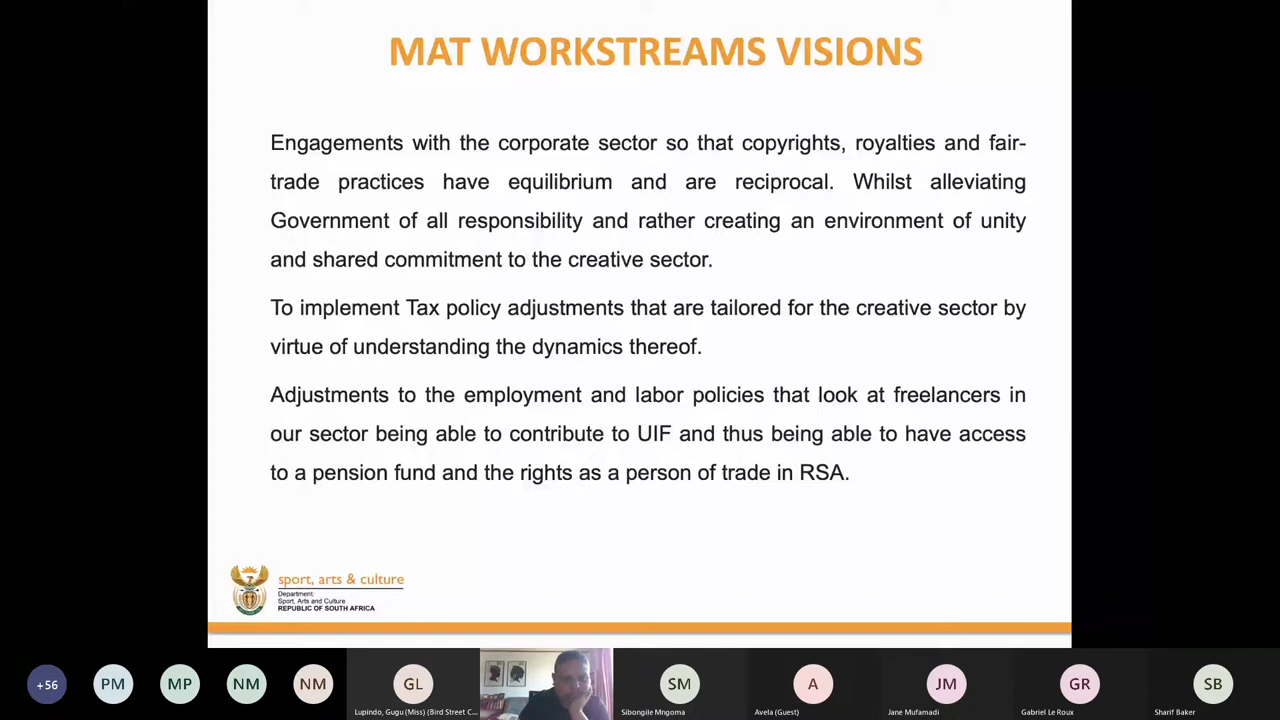 MAT WORKSTREAMS VISIONS
Engagements with the corporate sector so that copyrights, royalties and fair-
trade practices have equilibrium and are reciprocal. Whilst alleviating
Government of all responsibility and rather creating an environment of unity
and shared commitment to the creative sector.
To implement Tax policy adjustments that are tailored for the creative sector by
virtue of understanding the dynamics thereof.
Adjustments to the employment and labor policies that look at freelancers in
our sector being able to contribute to UIF and thus being able to have access
to a pension fund and the rights as a person of trade in RSA.
sport, arts & culture
Department:
Sport, Arts and Culture
REPUBLIC OF SOUTH AFRICA
+56 PM MP NM NM GL SM A JM GR SB
Lupindo, Gugu (Miss) (Bird Street C... Sibongile Mngoma Avela (Guest) Jane Mufamadi Gabriel Le Roux Sharif Baker